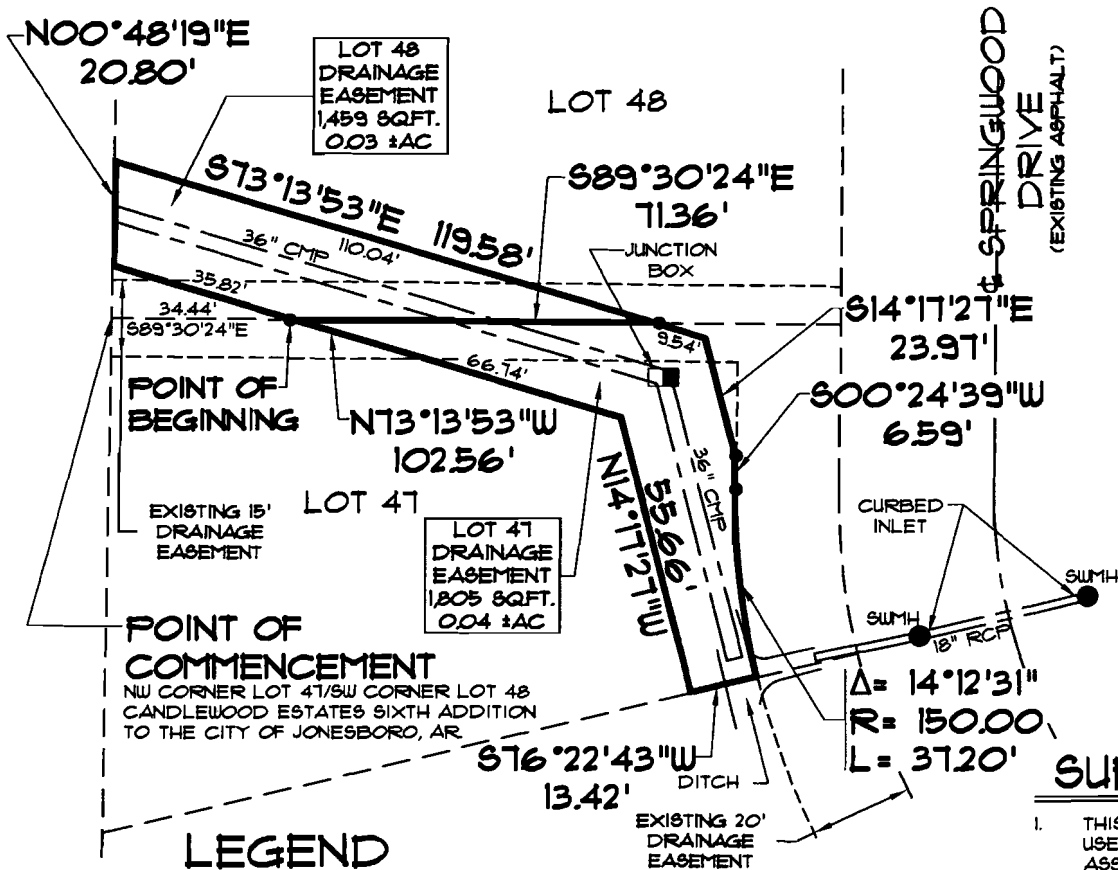 N00°48'19"E
20.80'
LOT 48
DRAINAGE
EASEMENT
1,459 SQ.FT.
0.03 ±AC
LOT 48
℄ SPRINGWOOD
DRIVE
(EXISTING ASPHALT)
S73°13'53"E 119.58'
S89°30'24"E
71.36'
36" CMP
110.04'
JUNCTION
BOX
35.82'
34.44'
S89°30'24"E
9.54'
S14°17'27"E
23.97'
POINT OF
BEGINNING
66.74'
N73°13'53"W
102.56'
S00°24'39"W
6.59'
LOT 47
EXISTING 15'
DRAINAGE
EASEMENT
N14°17'27"W
55.66'
36" CMP
CURBED
INLET
LOT 47
DRAINAGE
EASEMENT
1,805 SQ.FT.
0.04 ±AC
SWMH
SWMH
18" RCP
POINT OF
COMMENCEMENT
NW CORNER LOT 47/SW CORNER LOT 48
CANDLEWOOD ESTATES SIXTH ADDITION
TO THE CITY OF JONESBORO, AR.
Δ= 14°12'31"
R= 150.00
L= 37.20'
S76°22'43"W
13.42'
DITCH
EXISTING 20'
DRAINAGE
EASEMENT
LEGEND
SU
1. THIS
USE
ASS